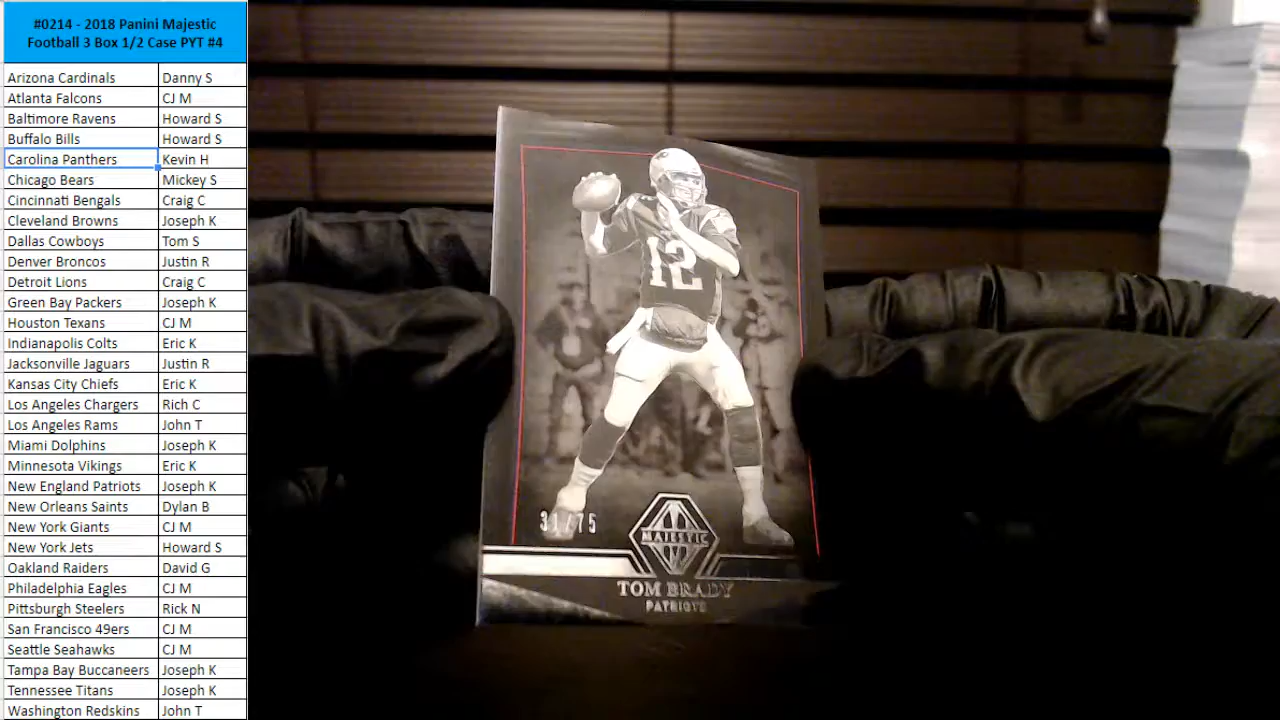 #0214 - 2018 Panini Majestic
Football 3 Box 1/2 Case PYT #4
Arizona Cardinals Danny S
Atlanta Falcons CJ M
Baltimore Ravens Howard S
Buffalo Bills Howard S
Carolina Panthers Kevin H
Chicago Bears Mickey S
Cincinnati Bengals Craig C
Cleveland Browns Joseph K
Dallas Cowboys Tom S
Denver Broncos Justin R
Detroit Lions Craig C
Green Bay Packers Joseph K
Houston Texans CJ M
Indianapolis Colts Eric K
Jacksonville Jaguars Justin R
Kansas City Chiefs Eric K
Los Angeles Chargers Rich C
Los Angeles Rams John T
Miami Dolphins Joseph K
Minnesota Vikings Eric K
New England Patriots Joseph K
New Orleans Saints Dylan B
New York Giants CJ M
New York Jets Howard S
Oakland Raiders David G
Philadelphia Eagles CJ M
Pittsburgh Steelers Rick N
San Francisco 49ers CJ M
Seattle Seahawks CJ M
Tampa Bay Buccaneers Joseph K
Tennessee Titans Joseph K
Washington Redskins John T
12
31/75
MAJESTIC
TOM BRADY
PATRIOTS